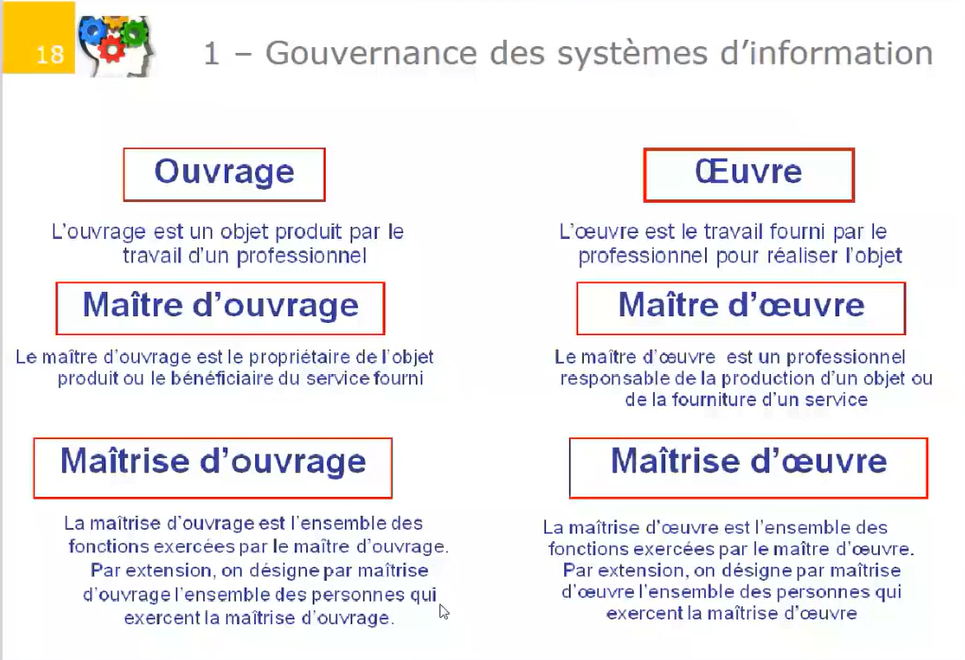 18
1 – Gouvernance des systèmes d'information
Ouvrage
L'ouvrage est un objet produit par le
travail d'un professionnel
Maître d'ouvrage
Le maître d'ouvrage est le propriétaire de l'objet
produit ou le bénéficiaire du service fourni
Maîtrise d'ouvrage
La maîtrise d'ouvrage est l'ensemble des
fonctions exercées par le maître d'ouvrage.
Par extension, on désigne par maîtrise
d'ouvrage l'ensemble des personnes qui
exercent la maîtrise d'ouvrage.
Œuvre
L'œuvre est le travail fourni par le
professionnel pour réaliser l'objet
Maître d'œuvre
Le maître d'œuvre est un professionnel
responsable de la production d'un objet ou
de la fourniture d'un service
Maîtrise d'œuvre
La maîtrise d'œuvre est l'ensemble des
fonctions exercées par le maître d'œuvre.
Par extension, on désigne par maîtrise
d'œuvre l'ensemble des personnes qui
exercent la maîtrise d'œuvre